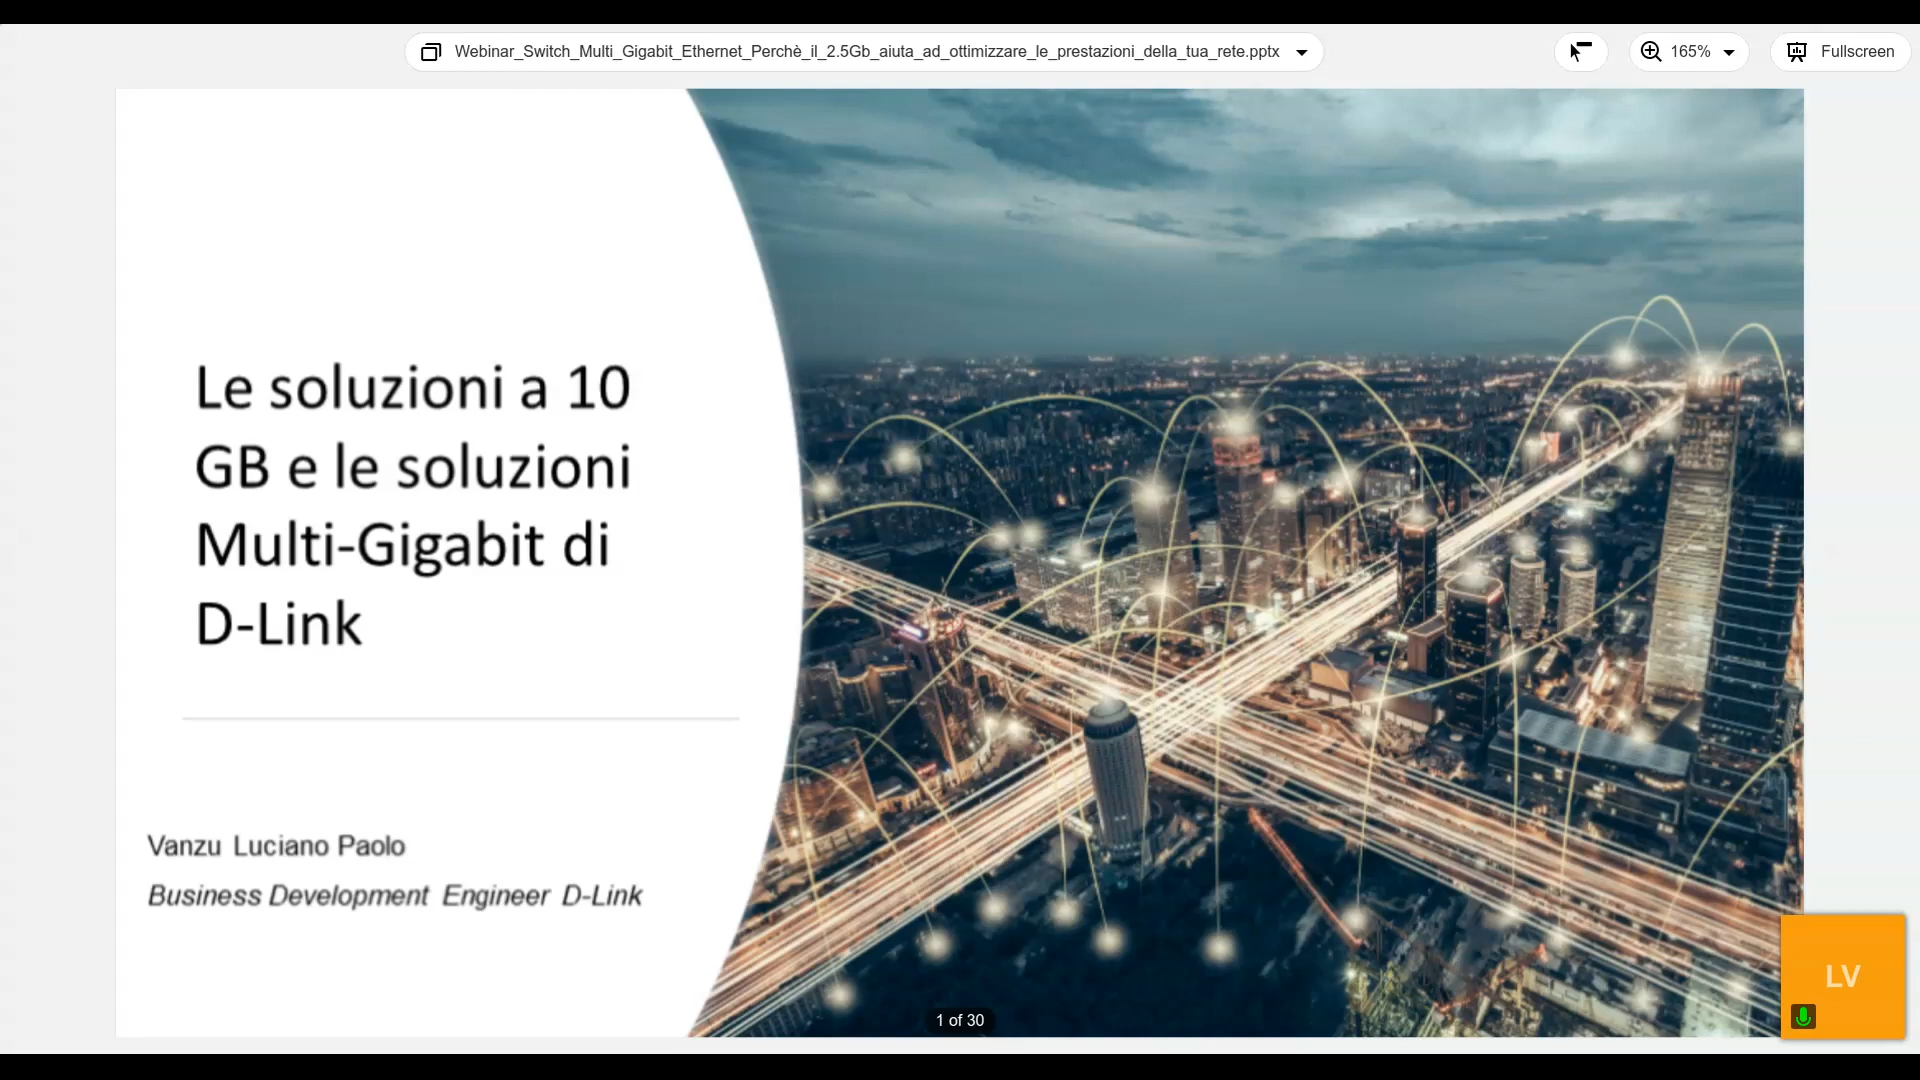 Webinar_Switch_Multi_Gigabit_Ethernet_Perchè_il_2.5Gb_aiuta_ad_ottimizzare_le_prestazioni_della_tua_rete.pptx
165%
Fullscreen
Le soluzioni a 10
GB e le soluzioni
Multi-Gigabit di
D-Link
Vanzu Luciano Paolo
Business Development Engineer D-Link
1 of 30
LV